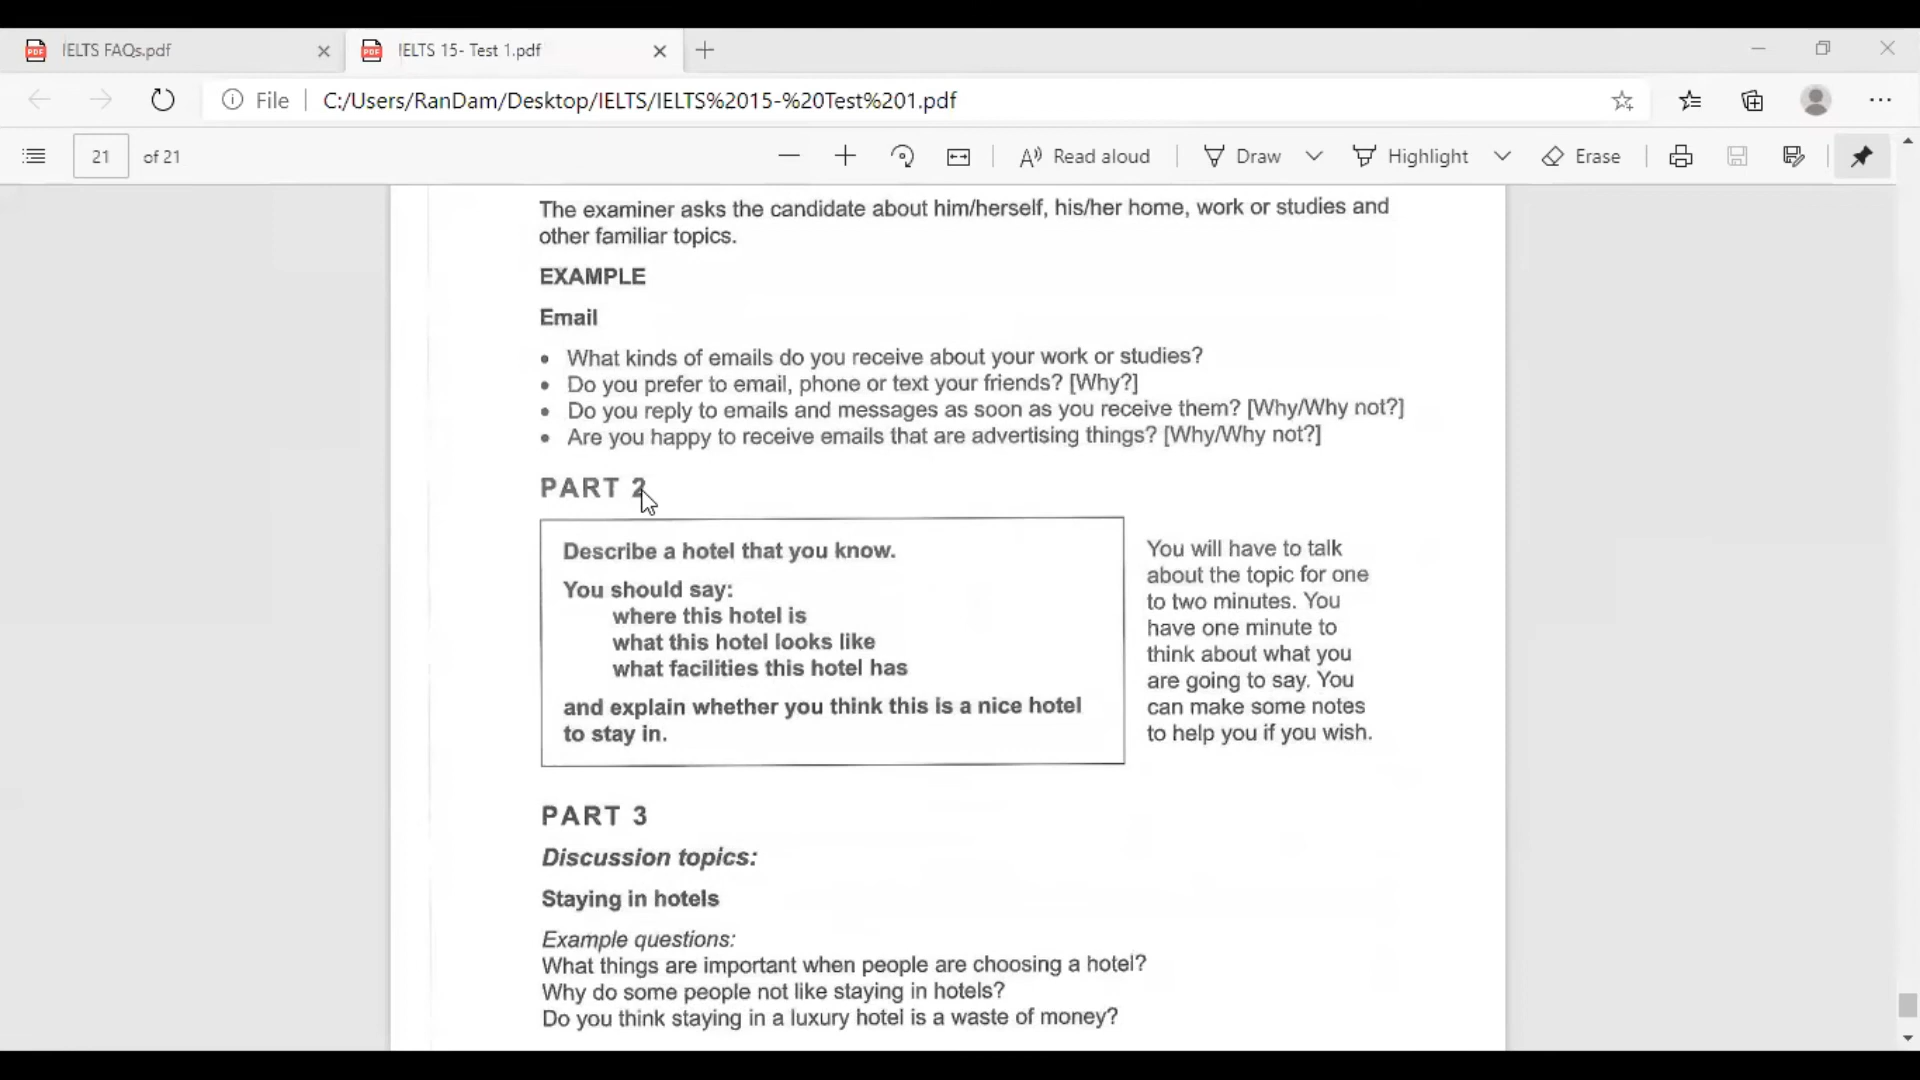 IELTS FAQs.pdf
IELTS 15- Test 1.pdf
File
C:/Users/RanDam/Desktop/IELTS/IELTS%2015-%20Test%201.pdf
21 of 21
Read aloud
Draw
Highlight
Erase
The examiner asks the candidate about him/herself, his/her home, work or studies and
other familiar topics.
EXAMPLE
Email
• What kinds of emails do you receive about your work or studies?
• Do you prefer to email, phone or text your friends? [Why?]
• Do you reply to emails and messages as soon as you receive them? [Why/Why not?]
• Are you happy to receive emails that are advertising things? [Why/Why not?]
PART 2
Describe a hotel that you know.
You should say:
where this hotel is
what this hotel looks like
what facilities this hotel has
and explain whether you think this is a nice hotel
to stay in.
You will have to talk
about the topic for one
to two minutes. You
have one minute to
think about what you
are going to say. You
can make some notes
to help you if you wish.
PART 3
Discussion topics:
Staying in hotels
Example questions:
What things are important when people are choosing a hotel?
Why do some people not like staying in hotels?
Do you think staying in a luxury hotel is a waste of money?